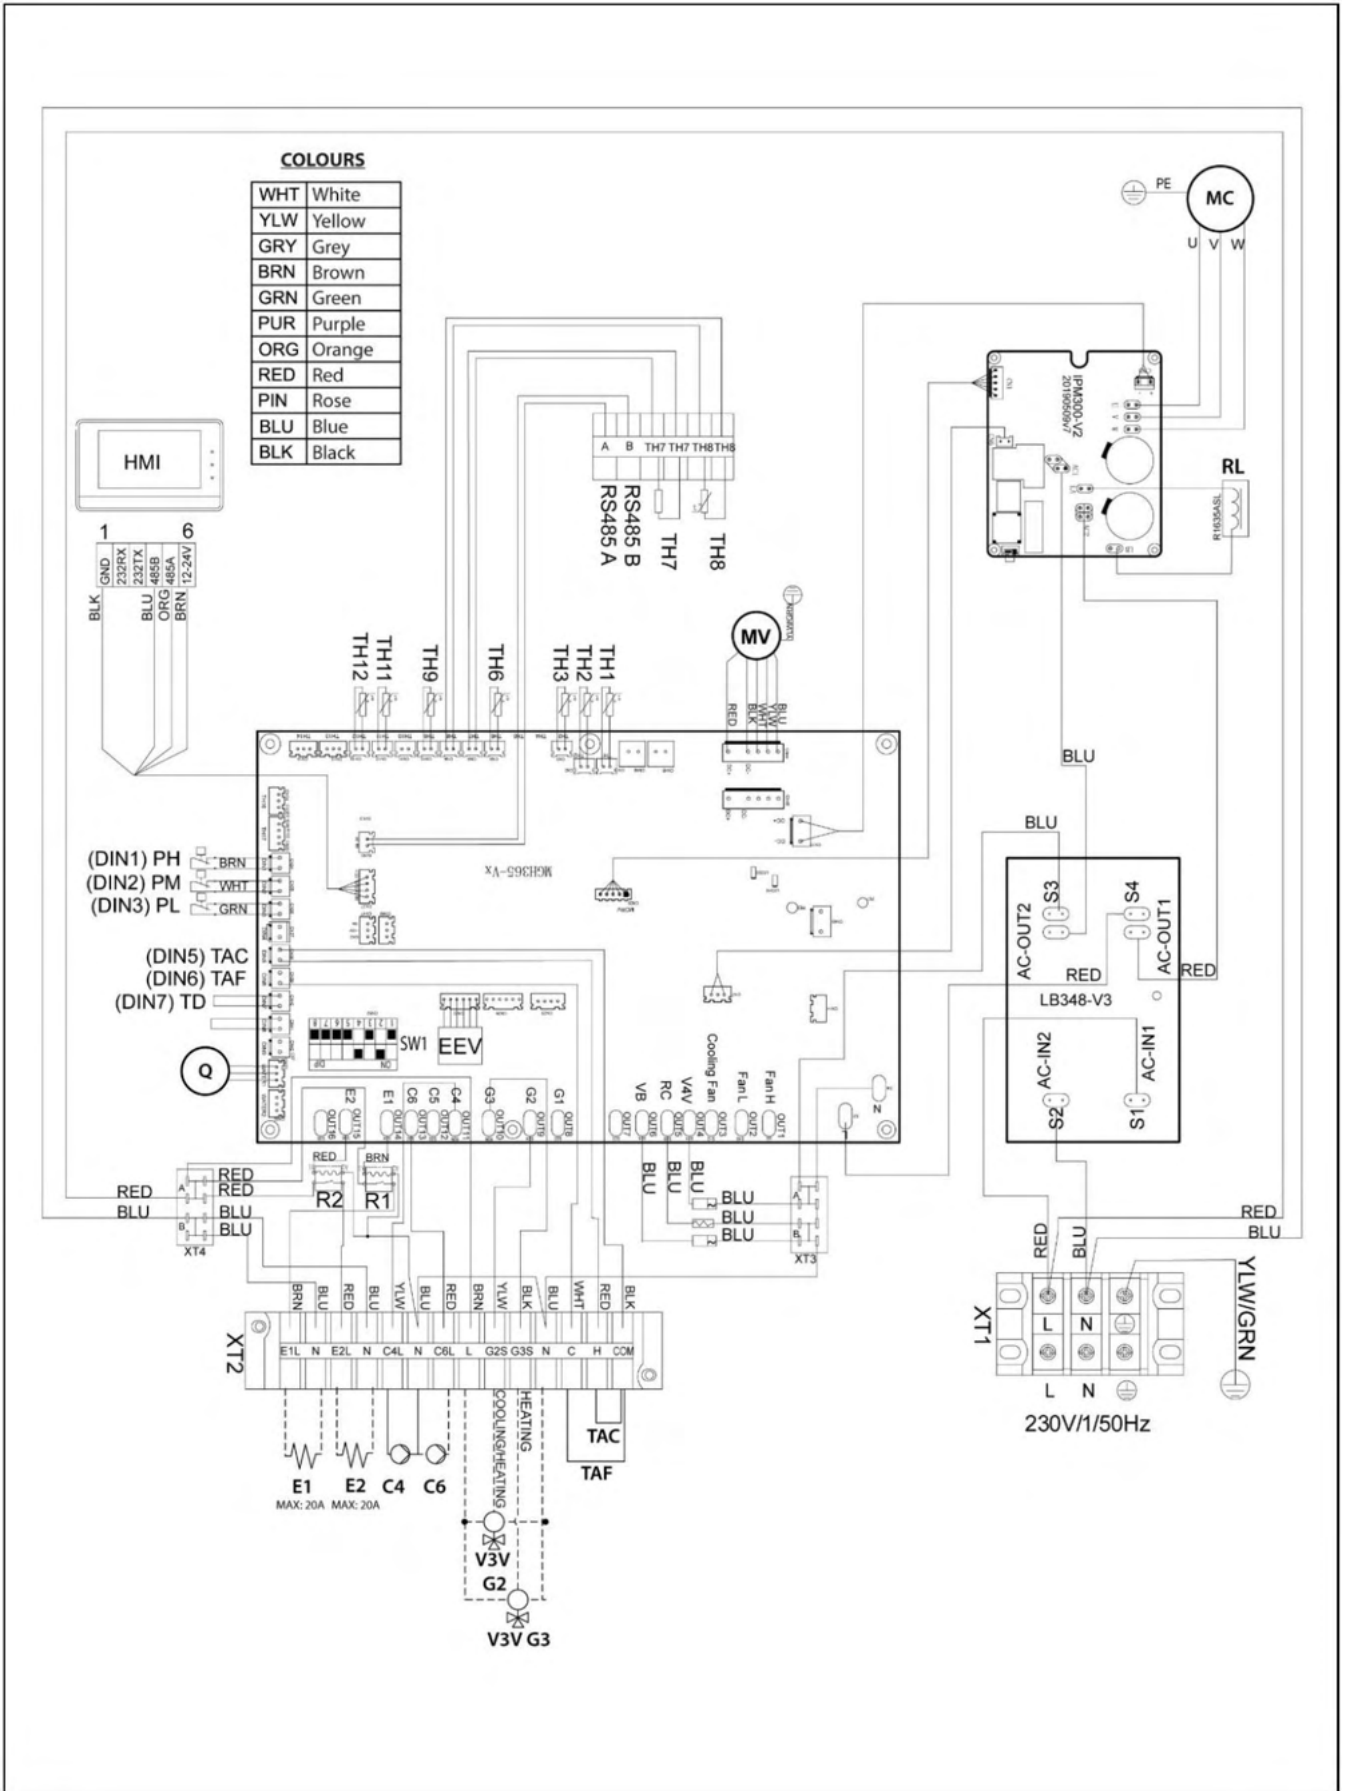 COLOURS
WHT White
YLW Yellow
GRY Grey
BRN Brown
GRN Green
PUR Purple
ORG Orange
RED Red
PIN Rose
BLU Blue
BLK Black
PE
MC
U V W
IPM300-V2
20190509v7
RL
R1635ASL
HMI
1 6
GND
232RX
232TX
485B
485A
12-24V
BLK
BLU
ORG
BRN
A B TH7 TH7 TH8 TH8
RS485 A
RS485 B
TH7
TH8
MV
RED
BLK
WHT
YLW
BLU
TH12
TH11
TH9
TH6
TH3
TH2
TH1
BLU
BLU
(DIN1) PH
BRN
(DIN2) PM
WHT
(DIN3) PL
GRN
MGH365-Vx
(DIN5) TAC
(DIN6) TAF
(DIN7) TD
SW1
EEV
Q
S3
S4
AC-OUT2
AC-OUT1
RED
RED
LB348-V3
AC-IN2
AC-IN1
S2
S1
E2
E1
C6
C5
C4
G3
G2
G1
VB
RC
V4V
Cooling Fan
Fan L
Fan H
N
OUT16
OUT15
OUT14
OUT13
OUT12
OUT11
OUT10
OUT9
OUT8
OUT7
OUT6
OUT5
OUT4
OUT3
OUT2
OUT1
RED
BRN
R2
R1
RED
RED
RED
BLU
BLU
BLU
A
B
XT4
BLU
BLU
BLU
BLU
BLU
BLU
A
B
XT3
RED
BLU
RED
BLU
YLW/GRN
BRN
BLU
RED
BLU
YLW
BLU
RED
BRN
YLW
BLK
BLU
WHT
RED
BLK
XT2
E1L N E2L N C4L N C6L L G2S G3S N C H COM
XT1
L N
L N
230V/1/50Hz
COOLING/HEATING
HEATING
TAC
TAF
E1
MAX: 20A
E2
MAX: 20A
C4
C6
V3V
G2
V3V G3